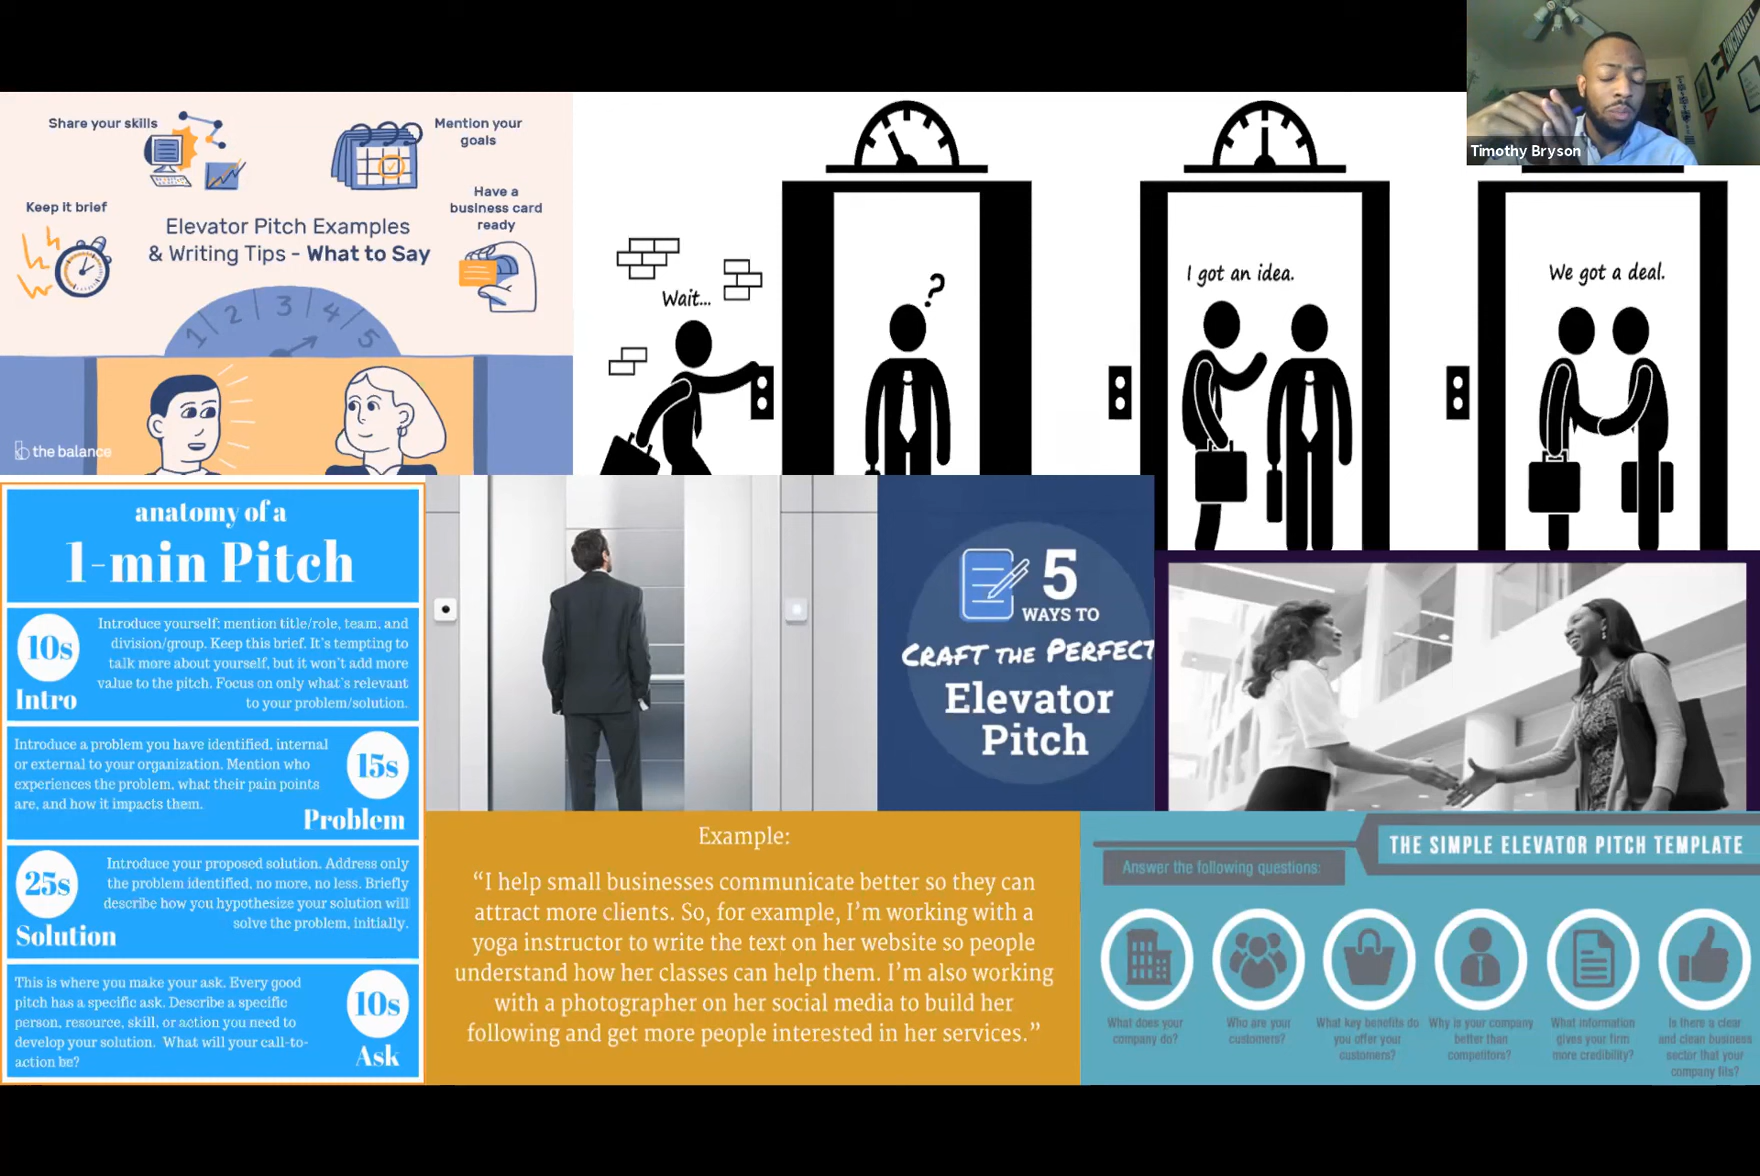 Timothy Bryson
CINCINNATI
Share your skills
Mention your
goals
Keep it brief
Have a
business card
ready
Elevator Pitch Examples
& Writing Tips - What to Say
1 2 3 4 5
the balance
Wait...
?
I got an idea.
We got a deal.
anatomy of a
1-min Pitch
10s
Intro
Introduce yourself; mention title/role, team, and
division/group. Keep this brief. It's tempting to
talk more about yourself, but it won't add more
value to the pitch. Focus on only what's relevant
to your problem/solution.
Introduce a problem you have identified, internal
or external to your organization. Mention who
experiences the problem, what their pain points
are, and how it impacts them.
15s
Problem
25s
Solution
Introduce your proposed solution. Address only
the problem identified, no more, no less. Briefly
describe how you hypothesize your solution will
solve the problem, initially.
This is where you make your ask. Every good
pitch has a specific ask. Describe a specific
person, resource, skill, or action you need to
develop your solution. What will your call-to-
action be?
10s
Ask
5
WAYS TO
CRAFT THE PERFECT
Elevator
Pitch
Example:
“I help small businesses communicate better so they can
attract more clients. So, for example, I’m working with a
yoga instructor to write the text on her website so people
understand how her classes can help them. I’m also working
with a photographer on her social media to build her
following and get more people interested in her services.”
THE SIMPLE ELEVATOR PITCH TEMPLATE
Answer the following questions:
What does your
company do?
Who are your
customers?
What key benefits do
you offer your
customers?
Why is your company
better than
competitors?
What information
gives your firm
more credibility?
Is there a clear
and clean business
sector that your
company fits?